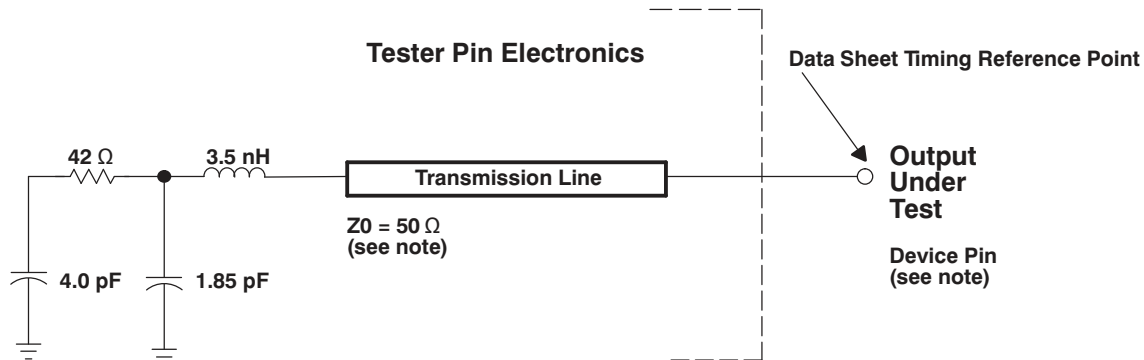 Tester Pin Electronics
Data Sheet Timing Reference Point
42 Ω
3.5 nH
Transmission Line
Output
Under
Test
Z0 = 50 Ω
(see note)
Device Pin
(see note)
4.0 pF
1.85 pF